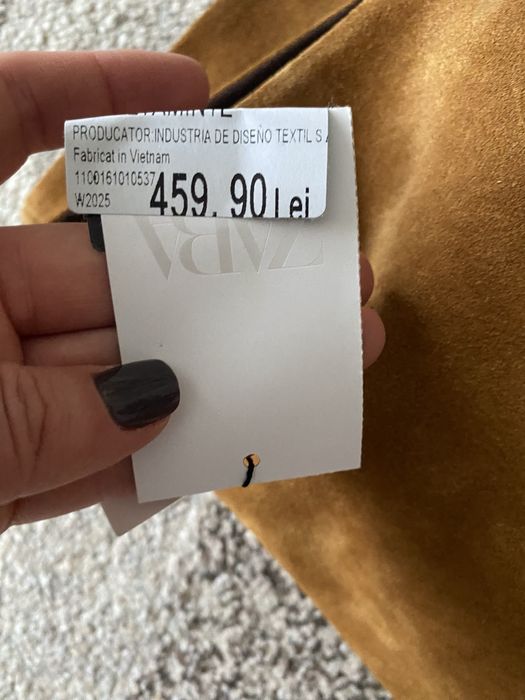 PRODUCATOR:INDUSTRIA DE DISEÑO TEXTIL S
Fabricat in Vietnam
1100161010537
W2025
459.90 Lei
ZARA